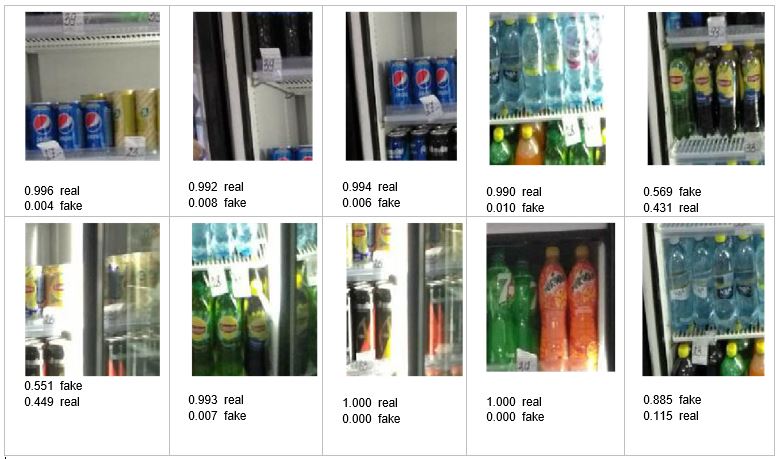 0.996 real
0.004 fake
0.992 real
0.008 fake
0.994 real
0.006 fake
0.990 real
0.010 fake
0.569 fake
0.431 real
0.551 fake
0.449 real
0.993 real
0.007 fake
1.000 real
0.000 fake
1.000 real
0.000 fake
0.885 fake
0.115 real